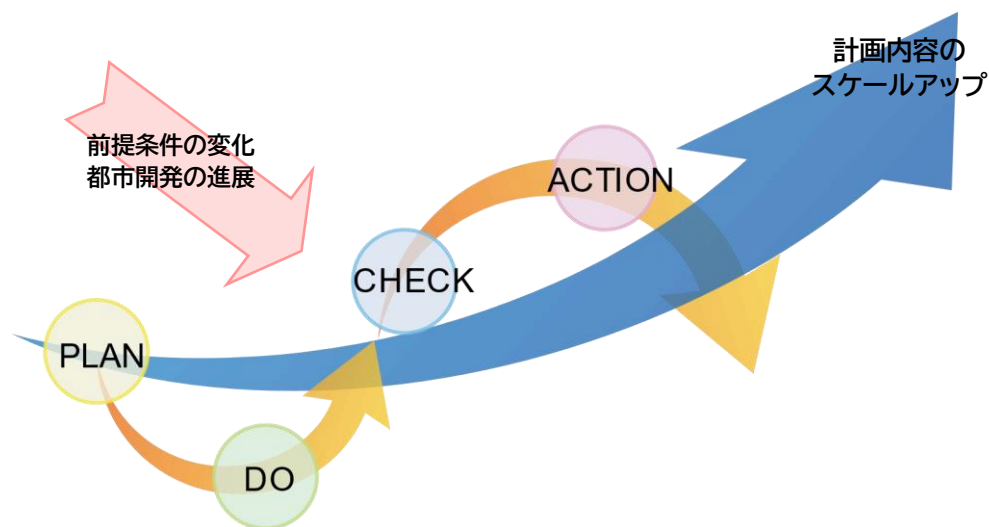 計画内容の
スケールアップ
前提条件の変化
都市開発の進展
ACTION
CHECK
PLAN
DO